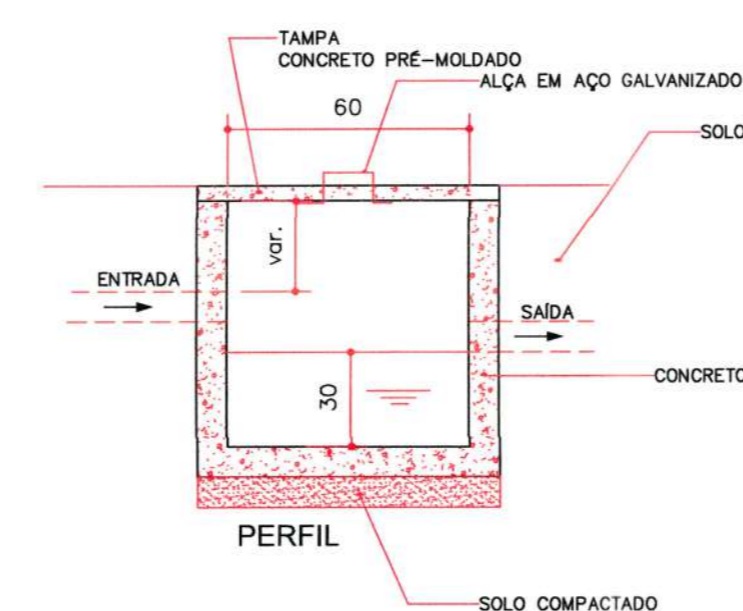 TAMPA
CONCRETO PRÉ-MOLDADO
ALÇA EM AÇO GALVANIZADO
60
SOLO
var.
ENTRADA
SAÍDA
30
CONCRETO
PERFIL
SOLO COMPACTADO